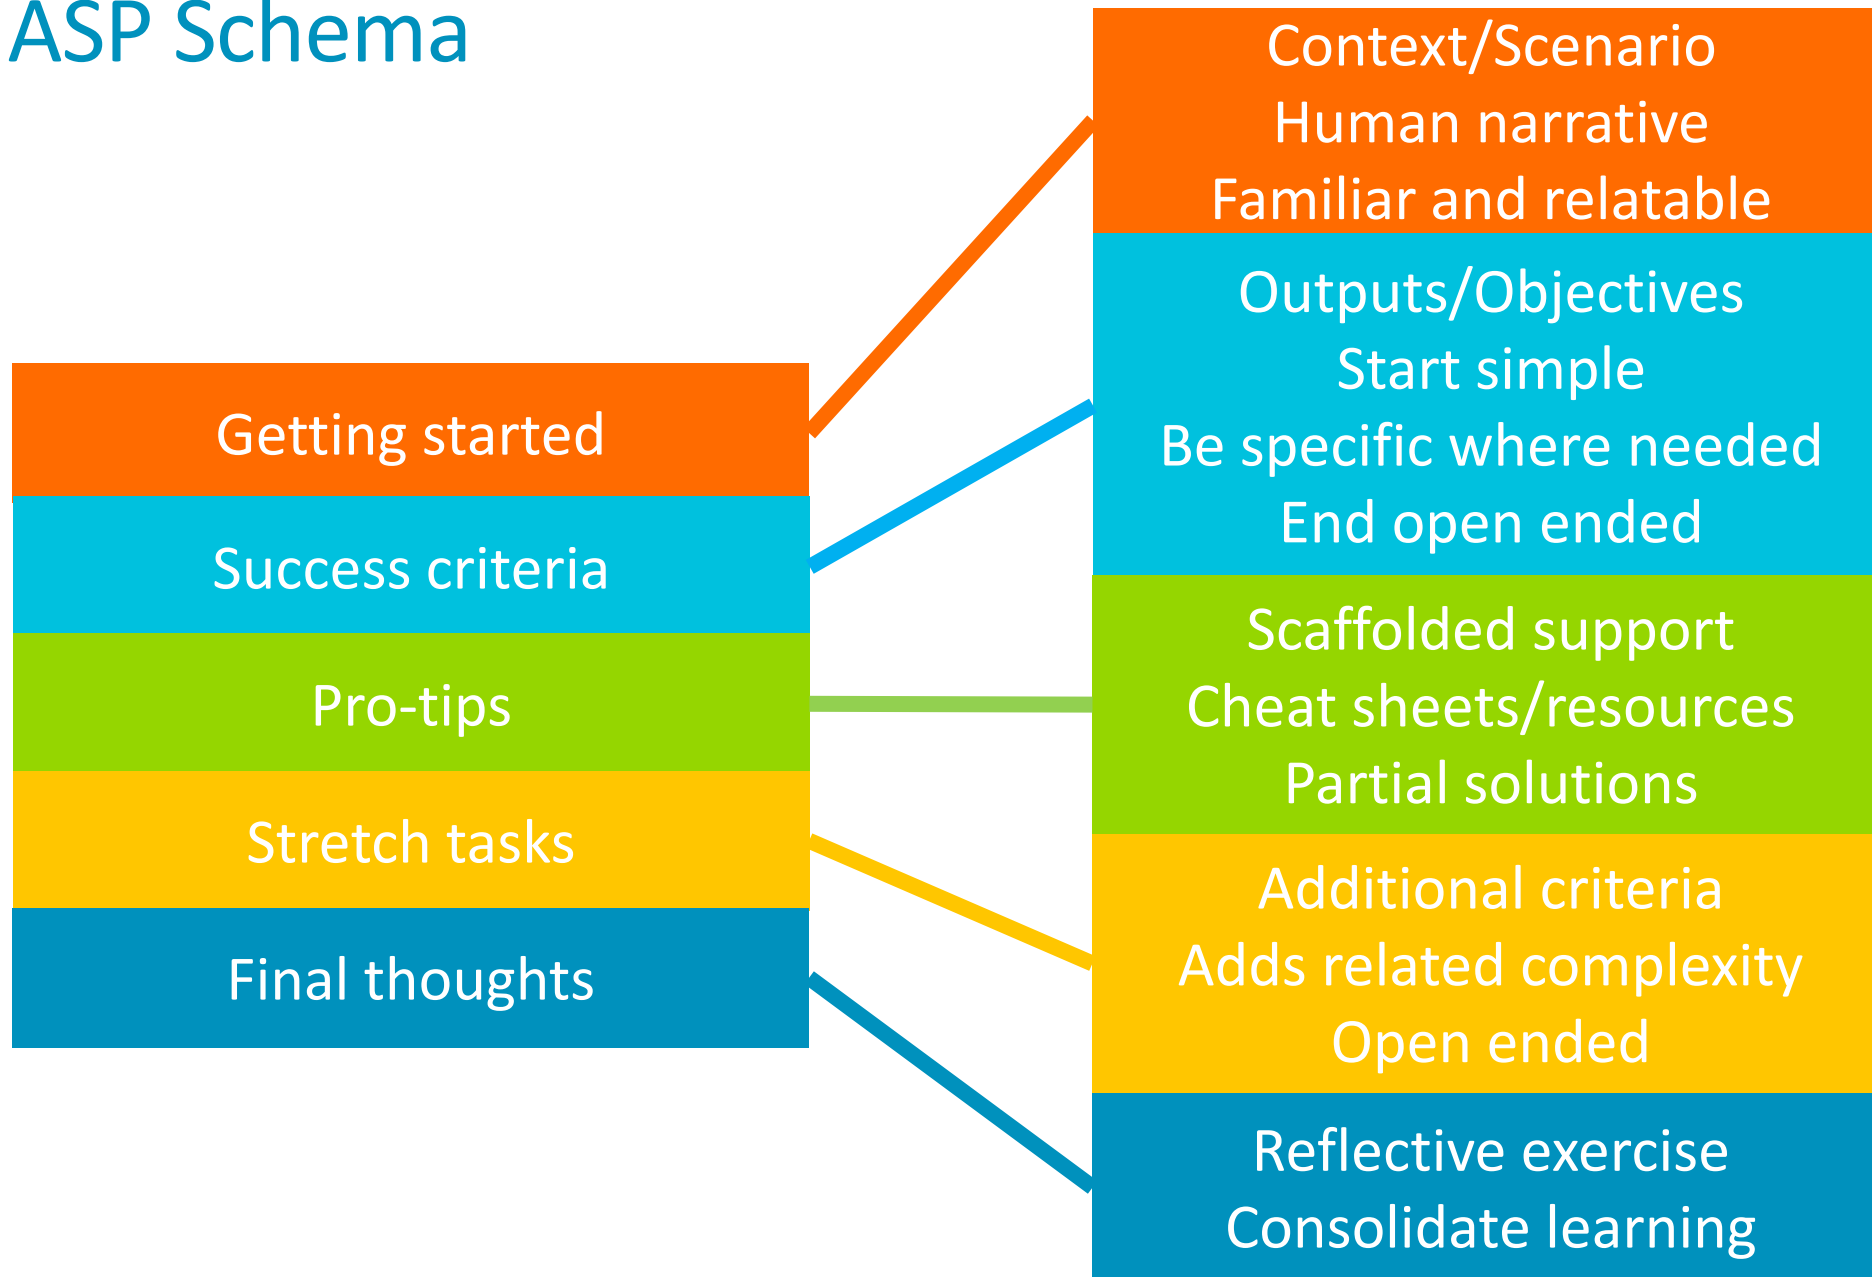 ASP Schema
Getting started
Success criteria
Pro-tips
Stretch tasks
Final thoughts
Context/Scenario
Human narrative
Familiar and relatable
Outputs/Objectives
Start simple
Be specific where needed
End open ended
Scaffolded support
Cheat sheets/resources
Partial solutions
Additional criteria
Adds related complexity
Open ended
Reflective exercise
Consolidate learning